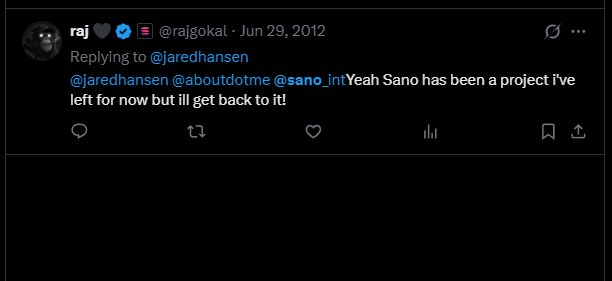 raj 🖤 @rajgokal · Jun 29, 2012
Replying to @jaredhansen
@jaredhansen @aboutdotme @sano_intYeah Sano has been a project i've
left for now but ill get back to it!